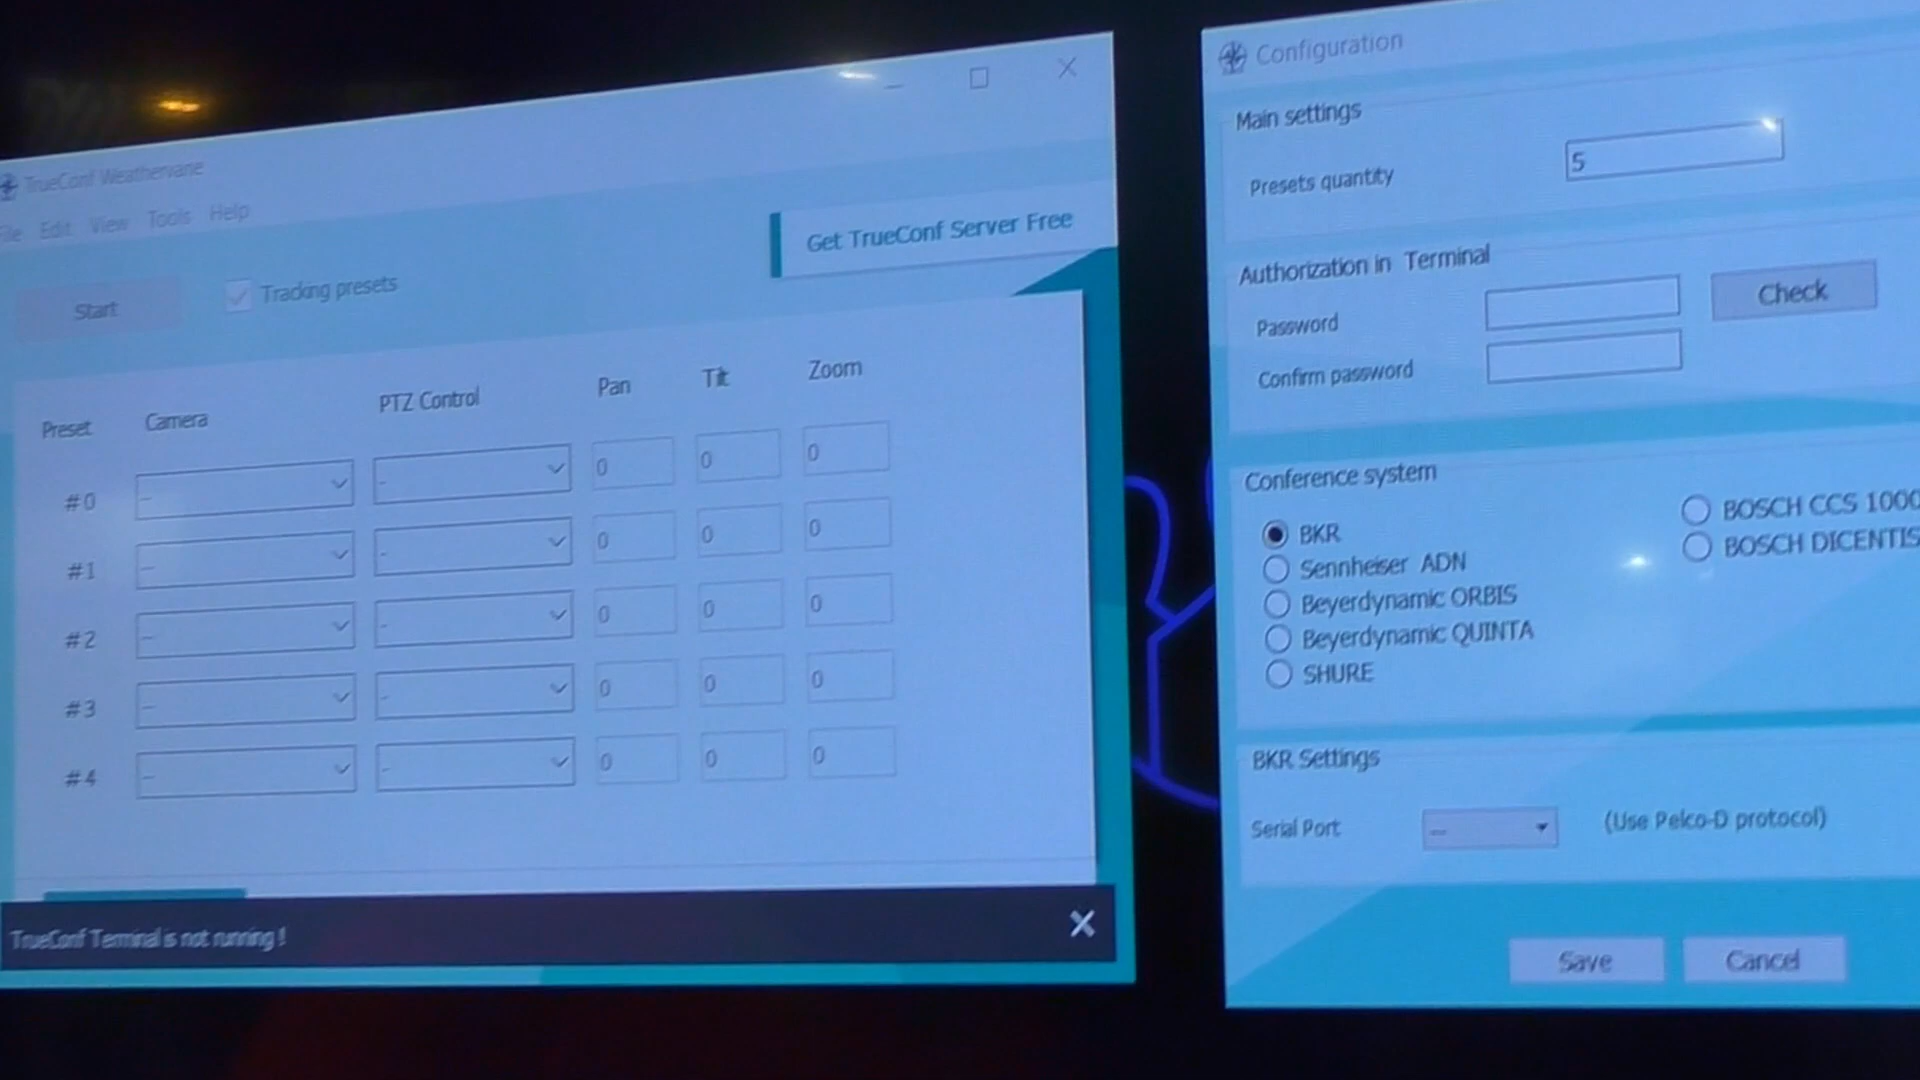 TrueConf Weathervane
File Edit View Tools Help
Get TrueConf Server Free
Start
Tracking presets
Preset Camera PTZ Control Pan Tilt Zoom
#0 -- - 0 0 0
#1 -- - 0 0 0
#2 -- - 0 0 0
#3 -- - 0 0 0
#4 -- - 0 0 0
TrueConf Terminal is not running !
Configuration
Main settings
Presets quantity 5
Authorization in Terminal
Password
Check
Confirm password
Conference system
BKR
Sennheiser ADN
Beyerdynamic ORBIS
Beyerdynamic QUINTA
SHURE
BOSCH CCS 1000
BOSCH DICENTIS
BKR Settings
Serial Port --- (Use Pelco-D protocol)
Save Cancel